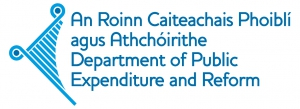 An Roinn Caiteachais Phoiblí
agus Athchóirithe
Department of Public
Expenditure and Reform